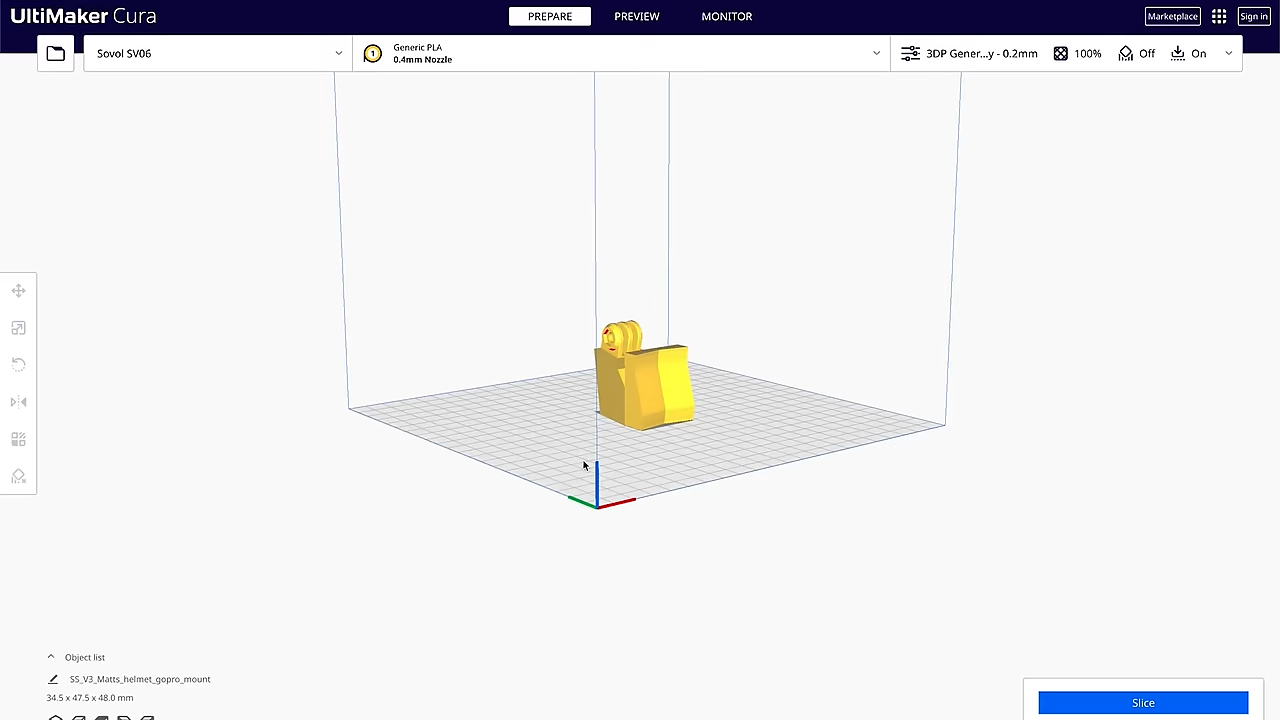 UltiMaker Cura
PREPARE
PREVIEW
MONITOR
Marketplace
Sign in
Sovol SV06
1
Generic PLA
0.4mm Nozzle
3DP Gener...y - 0.2mm
100%
Off
On
Object list
SS_V3_Matts_helmet_gopro_mount
34.5 x 47.5 x 48.0 mm
Slice